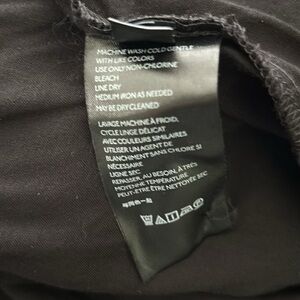 MACHINE WASH COLD GENTLE
WITH LIKE COLORS
USE ONLY NON-CHLORINE
BLEACH
LINE DRY
MEDIUM IRON AS NEEDED
MAY BE DRY CLEANED
LAVAGE MACHINE À FROID,
CYCLE LINGE DÉLICAT
AVEC COULEURS SIMILAIRES
UTILISER UN AGENT DE
BLANCHIMENT SANS CHLORE SI
NÉCESSAIRE
LIGNE SEC
REPASSER, AU BESOIN, À TRÈS
MOYENNE TEMPÉRATURE
PEUT-ÊTRE NETTOYÉE SEC